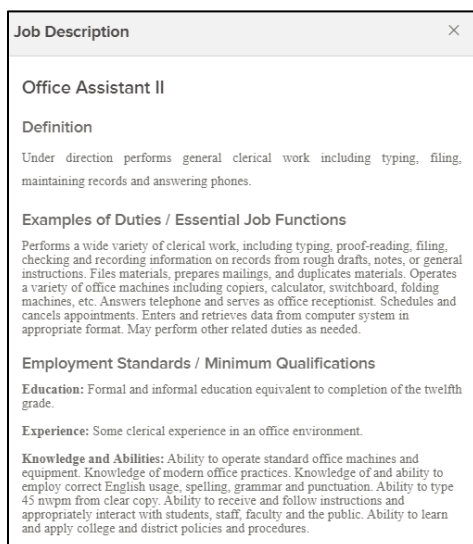 Job Description
Office Assistant II
Definition
Under direction performs general clerical work including typing, filing,
maintaining records and answering phones.
Examples of Duties / Essential Job Functions
Performs a wide variety of clerical work, including typing, proof-reading, filing,
checking and recording information on records from rough drafts, notes, or general
instructions. Files materials, prepares mailings, and duplicates materials. Operates
a variety of office machines including copiers, calculator, switchboard, folding
machines, etc. Answers telephone and serves as office receptionist. Schedules and
cancels appointments. Enters and retrieves data from computer system in
appropriate format. May perform other related duties as needed.
Employment Standards / Minimum Qualifications
Education: Formal and informal education equivalent to completion of the twelfth
grade.
Experience: Some clerical experience in an office environment.
Knowledge and Abilities: Ability to operate standard office machines and
equipment. Knowledge of modern office practices. Knowledge of and ability to
employ correct English usage, spelling, grammar and punctuation. Ability to type
45 nwpm from clear copy. Ability to receive and follow instructions and
appropriately interact with students, staff, faculty and the public. Ability to learn
and apply college and district policies and procedures.